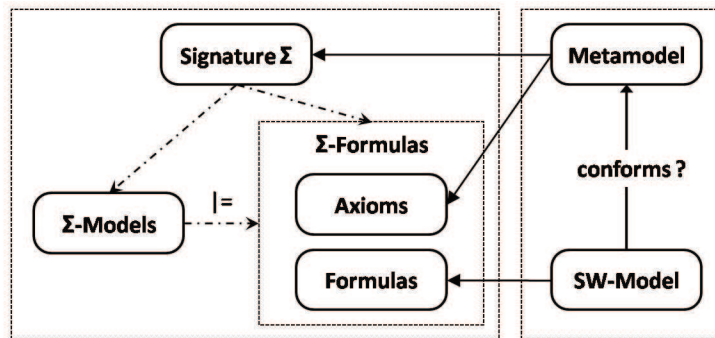 Signature Σ
Metamodel
Σ-Formulas
conforms ?
Σ-Models
|=
Axioms
Formulas
SW-Model